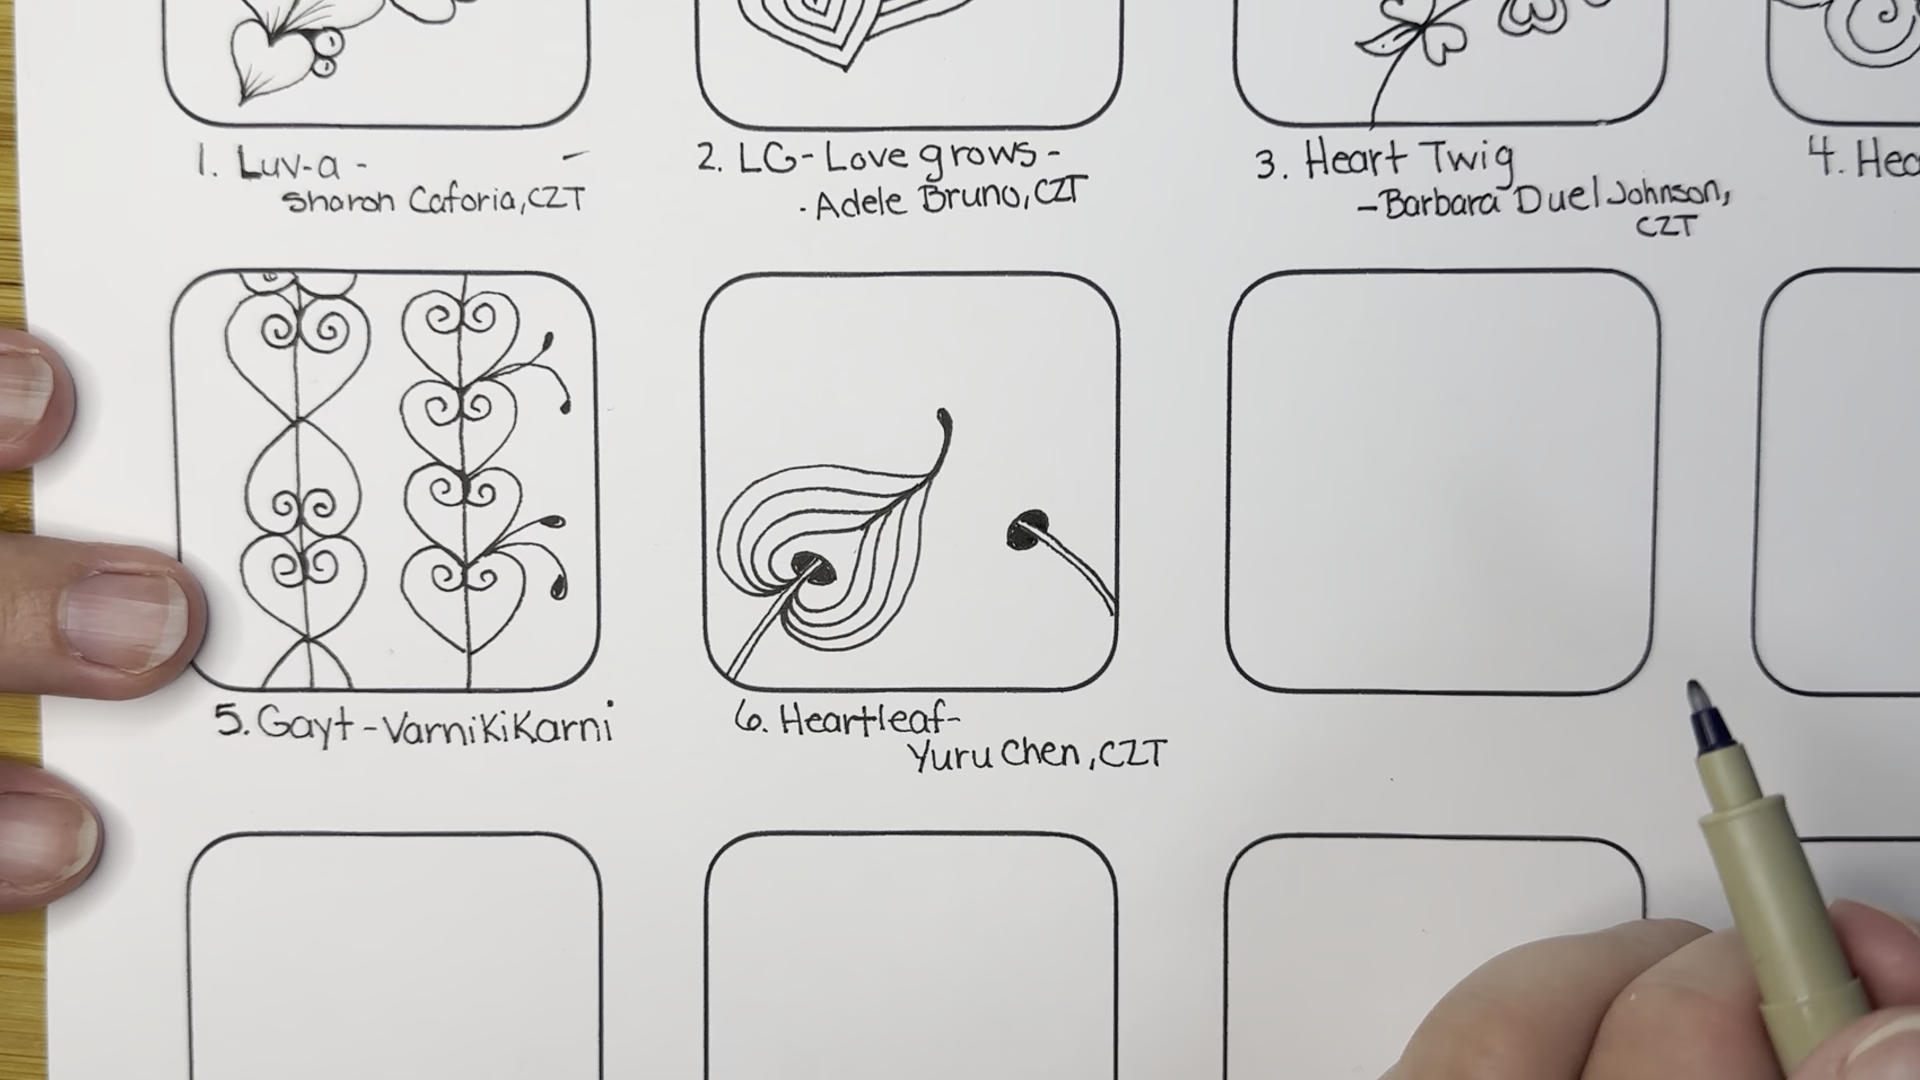 1. Luv-a -
Sharon Caforia, CZT
2. LG- Love grows -
- Adele Bruno, CZT
3. Heart Twig
- Barbara Duel Johnson,
CZT
4. Hea
5. Gayt - VarniKiKarni
6. Heartleaf-
Yuru Chen, CZT